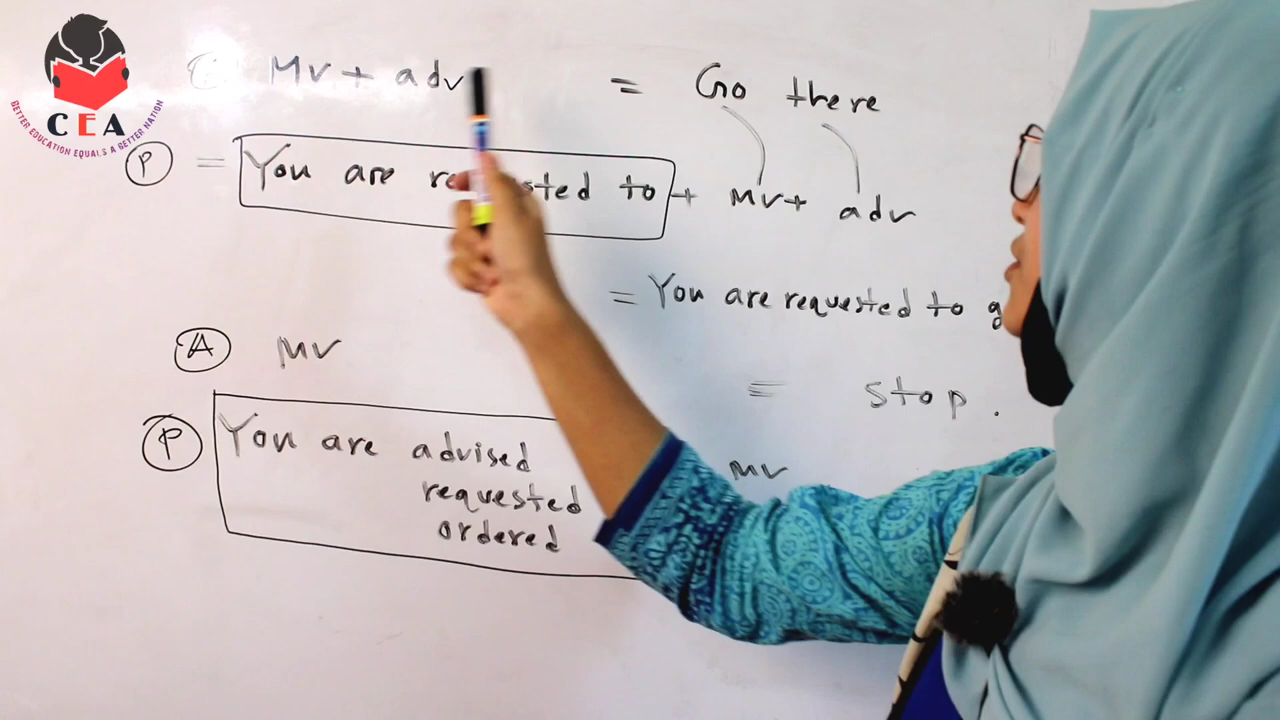 CEA
BETTER EDUCATION EQUALS A BETTER NATION
Mv + adv = Go there
P = You are to + mv + adv
= You are requested to
A Mv
= Stop.
P You are advised mv
requested
ordered